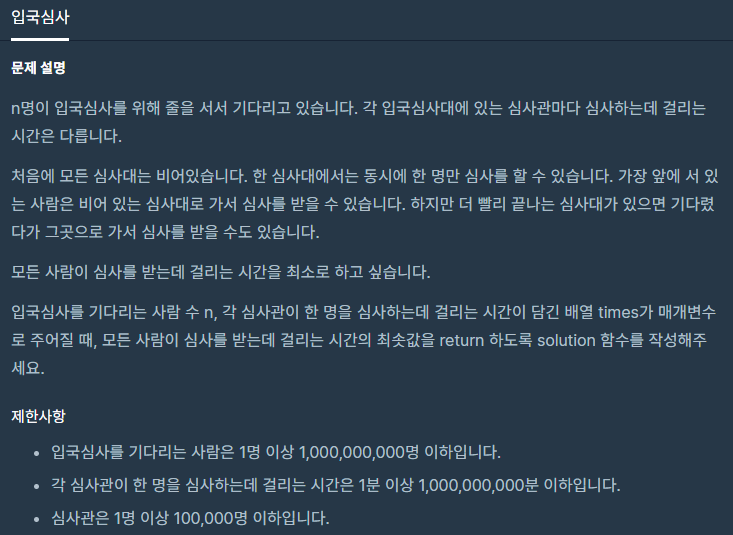 입국심사
문제 설명
n명이 입국심사를 위해 줄을 서서 기다리고 있습니다. 각 입국심사대에 있는 심사관마다 심사하는데 걸리는
시간은 다릅니다.
처음에 모든 심사대는 비어있습니다. 한 심사대에서는 동시에 한 명만 심사를 할 수 있습니다. 가장 앞에 서 있
는 사람은 비어 있는 심사대로 가서 심사를 받을 수 있습니다. 하지만 더 빨리 끝나는 심사대가 있으면 기다렸
다가 그곳으로 가서 심사를 받을 수도 있습니다.
모든 사람이 심사를 받는데 걸리는 시간을 최소로 하고 싶습니다.
입국심사를 기다리는 사람 수 n, 각 심사관이 한 명을 심사하는데 걸리는 시간이 담긴 배열 times가 매개변수
로 주어질 때, 모든 사람이 심사를 받는데 걸리는 시간의 최솟값을 return 하도록 solution 함수를 작성해주
세요.
제한사항
• 입국심사를 기다리는 사람은 1명 이상 1,000,000,000명 이하입니다.
• 각 심사관이 한 명을 심사하는데 걸리는 시간은 1분 이상 1,000,000,000분 이하입니다.
• 심사관은 1명 이상 100,000명 이하입니다.